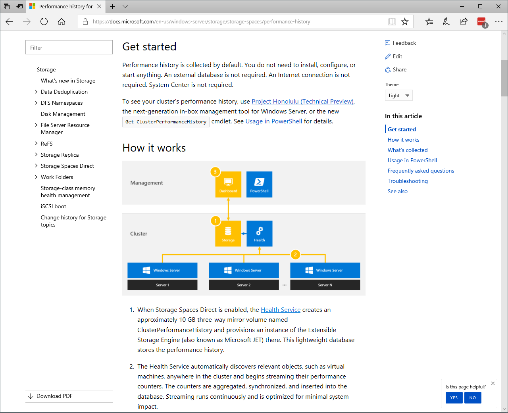 Performance history for
https://docs.microsoft.com/en-us/windows-server/storage/storage-spaces/performance-history
Filter
Storage
What's new in Storage
Data Deduplication
DFS Namespaces
Disk Management
File Server Resource
Manager
ReFS
Storage Replica
Storage Spaces Direct
Work Folders
Storage-class memory
health management
iSCSI boot
Change history for Storage
topics
Download PDF
Get started
Performance history is collected by default. You do not need to install, configure, or
start anything. An external database is not required. An Internet connection is not
required. System Center is not required.
To see your cluster's performance history, use Project Honolulu (Technical Preview),
the next-generation in-box management tool for Windows Server, or the new
Get-ClusterPerformanceHistory cmdlet. See Usage in PowerShell for details.
How it works
Management
PowerShell
Cluster
Storage
Health
Windows Server
Windows Server
Windows Server
Server 1
Server 2
Server N
1. When Storage Spaces Direct is enabled, the Health Service creates an
approximately 10 GB three-way mirror volume named
ClusterPerformanceHistory and provisions an instance of the Extensible
Storage Engine (also known as Microsoft JET) there. This lightweight database
stores the performance history.
2. The Health Service automatically discovers relevant objects, such as virtual
machines, anywhere in the cluster and begins streaming their performance
counters. The counters are aggregated, synchronized, and inserted into the
database. Streaming runs continuously and is optimized for minimal system
impact.
Feedback
Edit
Share
Theme
Light
In this article
Get started
How it works
What's collected
Usage in PowerShell
Frequently asked questions
Troubleshooting
See also
Is this page helpful?
YES
NO